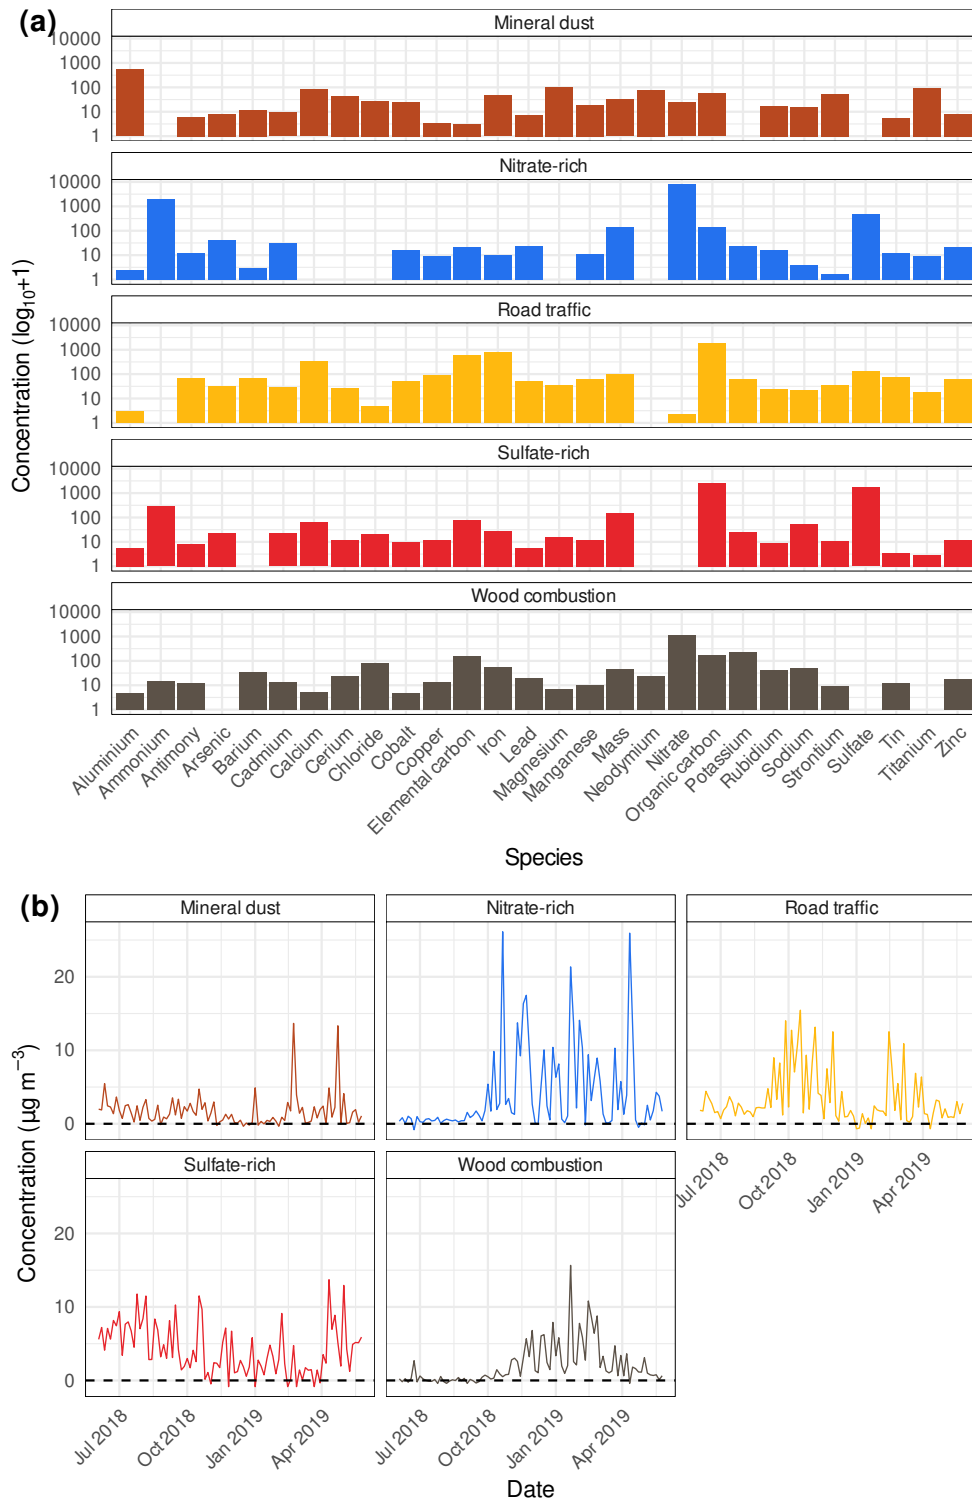 (a)
Mineral dust
10000
1000
100
10
1
Nitrate-rich
10000
1000
100
10
1
Road traffic
10000
1000
100
10
1
Sulfate-rich
10000
1000
100
10
1
Wood combustion
10000
1000
100
10
1
Concentration (log₁₀+1)
Aluminium
Ammonium
Antimony
Arsenic
Barium
Cadmium
Calcium
Cerium
Chloride
Cobalt
Copper
Elemental carbon
Iron
Lead
Magnesium
Manganese
Mass
Neodymium
Nitrate
Organic carbon
Potassium
Rubidium
Sodium
Strontium
Sulfate
Tin
Titanium
Zinc
Species
(b)
Mineral dust
Nitrate-rich
Road traffic
20
10
0
Jul 2018
Oct 2018
Jan 2019
Apr 2019
Sulfate-rich
Wood combustion
20
10
0
Concentration (µg m⁻³)
Jul 2018
Oct 2018
Jan 2019
Apr 2019
Jul 2018
Oct 2018
Jan 2019
Apr 2019
Date